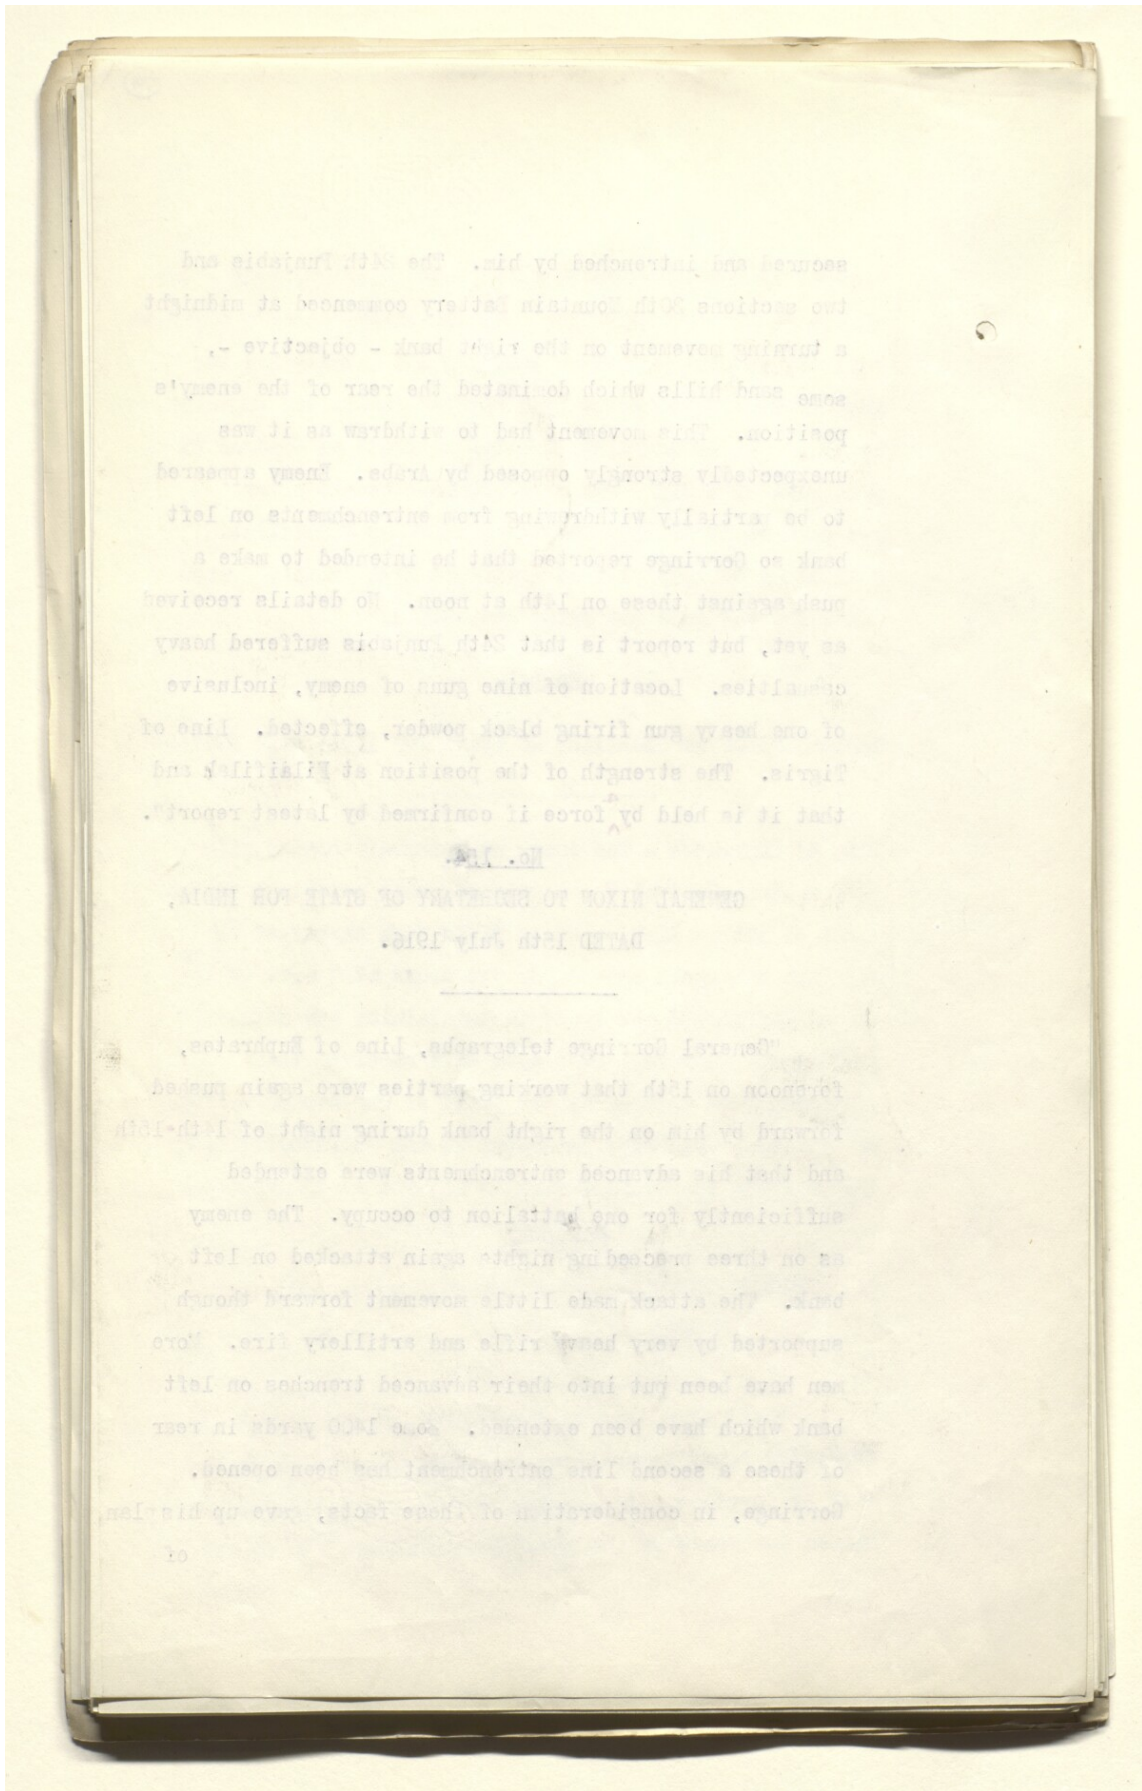 secured and intrenched by him. The 24th Punjabis and
two sections 30th Mountain Battery commenced at midnight
a turning movement on the right bank - objective -,
some sand hills which dominated the rear of the enemy's
position. This movement had to withdraw as it was
unexpectedly strongly opposed by Arabs. Enemy appeared
to be partially withdrawing from entrenchments on left
bank so Gorringe reported that he intended to make a
push against these on 14th at noon. No details received
as yet, but report is that 24th Punjabis suffered heavy
casualties. Location of nine guns of enemy, inclusive
of one heavy gun firing black powder, effected. Line of
Tigris. The strength of the position at Filaifilah and
that it is held by a force is confirmed by latest report".
No. 154.
GENERAL NIXON TO SECRETARY OF STATE FOR INDIA,
DATED 15th July 1916.
"General Gorringe telegraphs, Line of Euphrates,
forenoon on 15th that working parties were again pushed
forward by him on the right bank during night of 14th-15th
and that his advanced entrenchments were extended
sufficiently for one battalion to occupy. The enemy
as on three preceeding nights again attacked on left
bank. The attack made little movement forward though
supported by very heavy rifle and artillery fire. More
men have been put into their advanced trenches on left
bank which have been extended. Some 1400 yards in rear
of these a second line entrenchment has been opened.
Gorringe, in consideration of these facts, gave up his plan
of